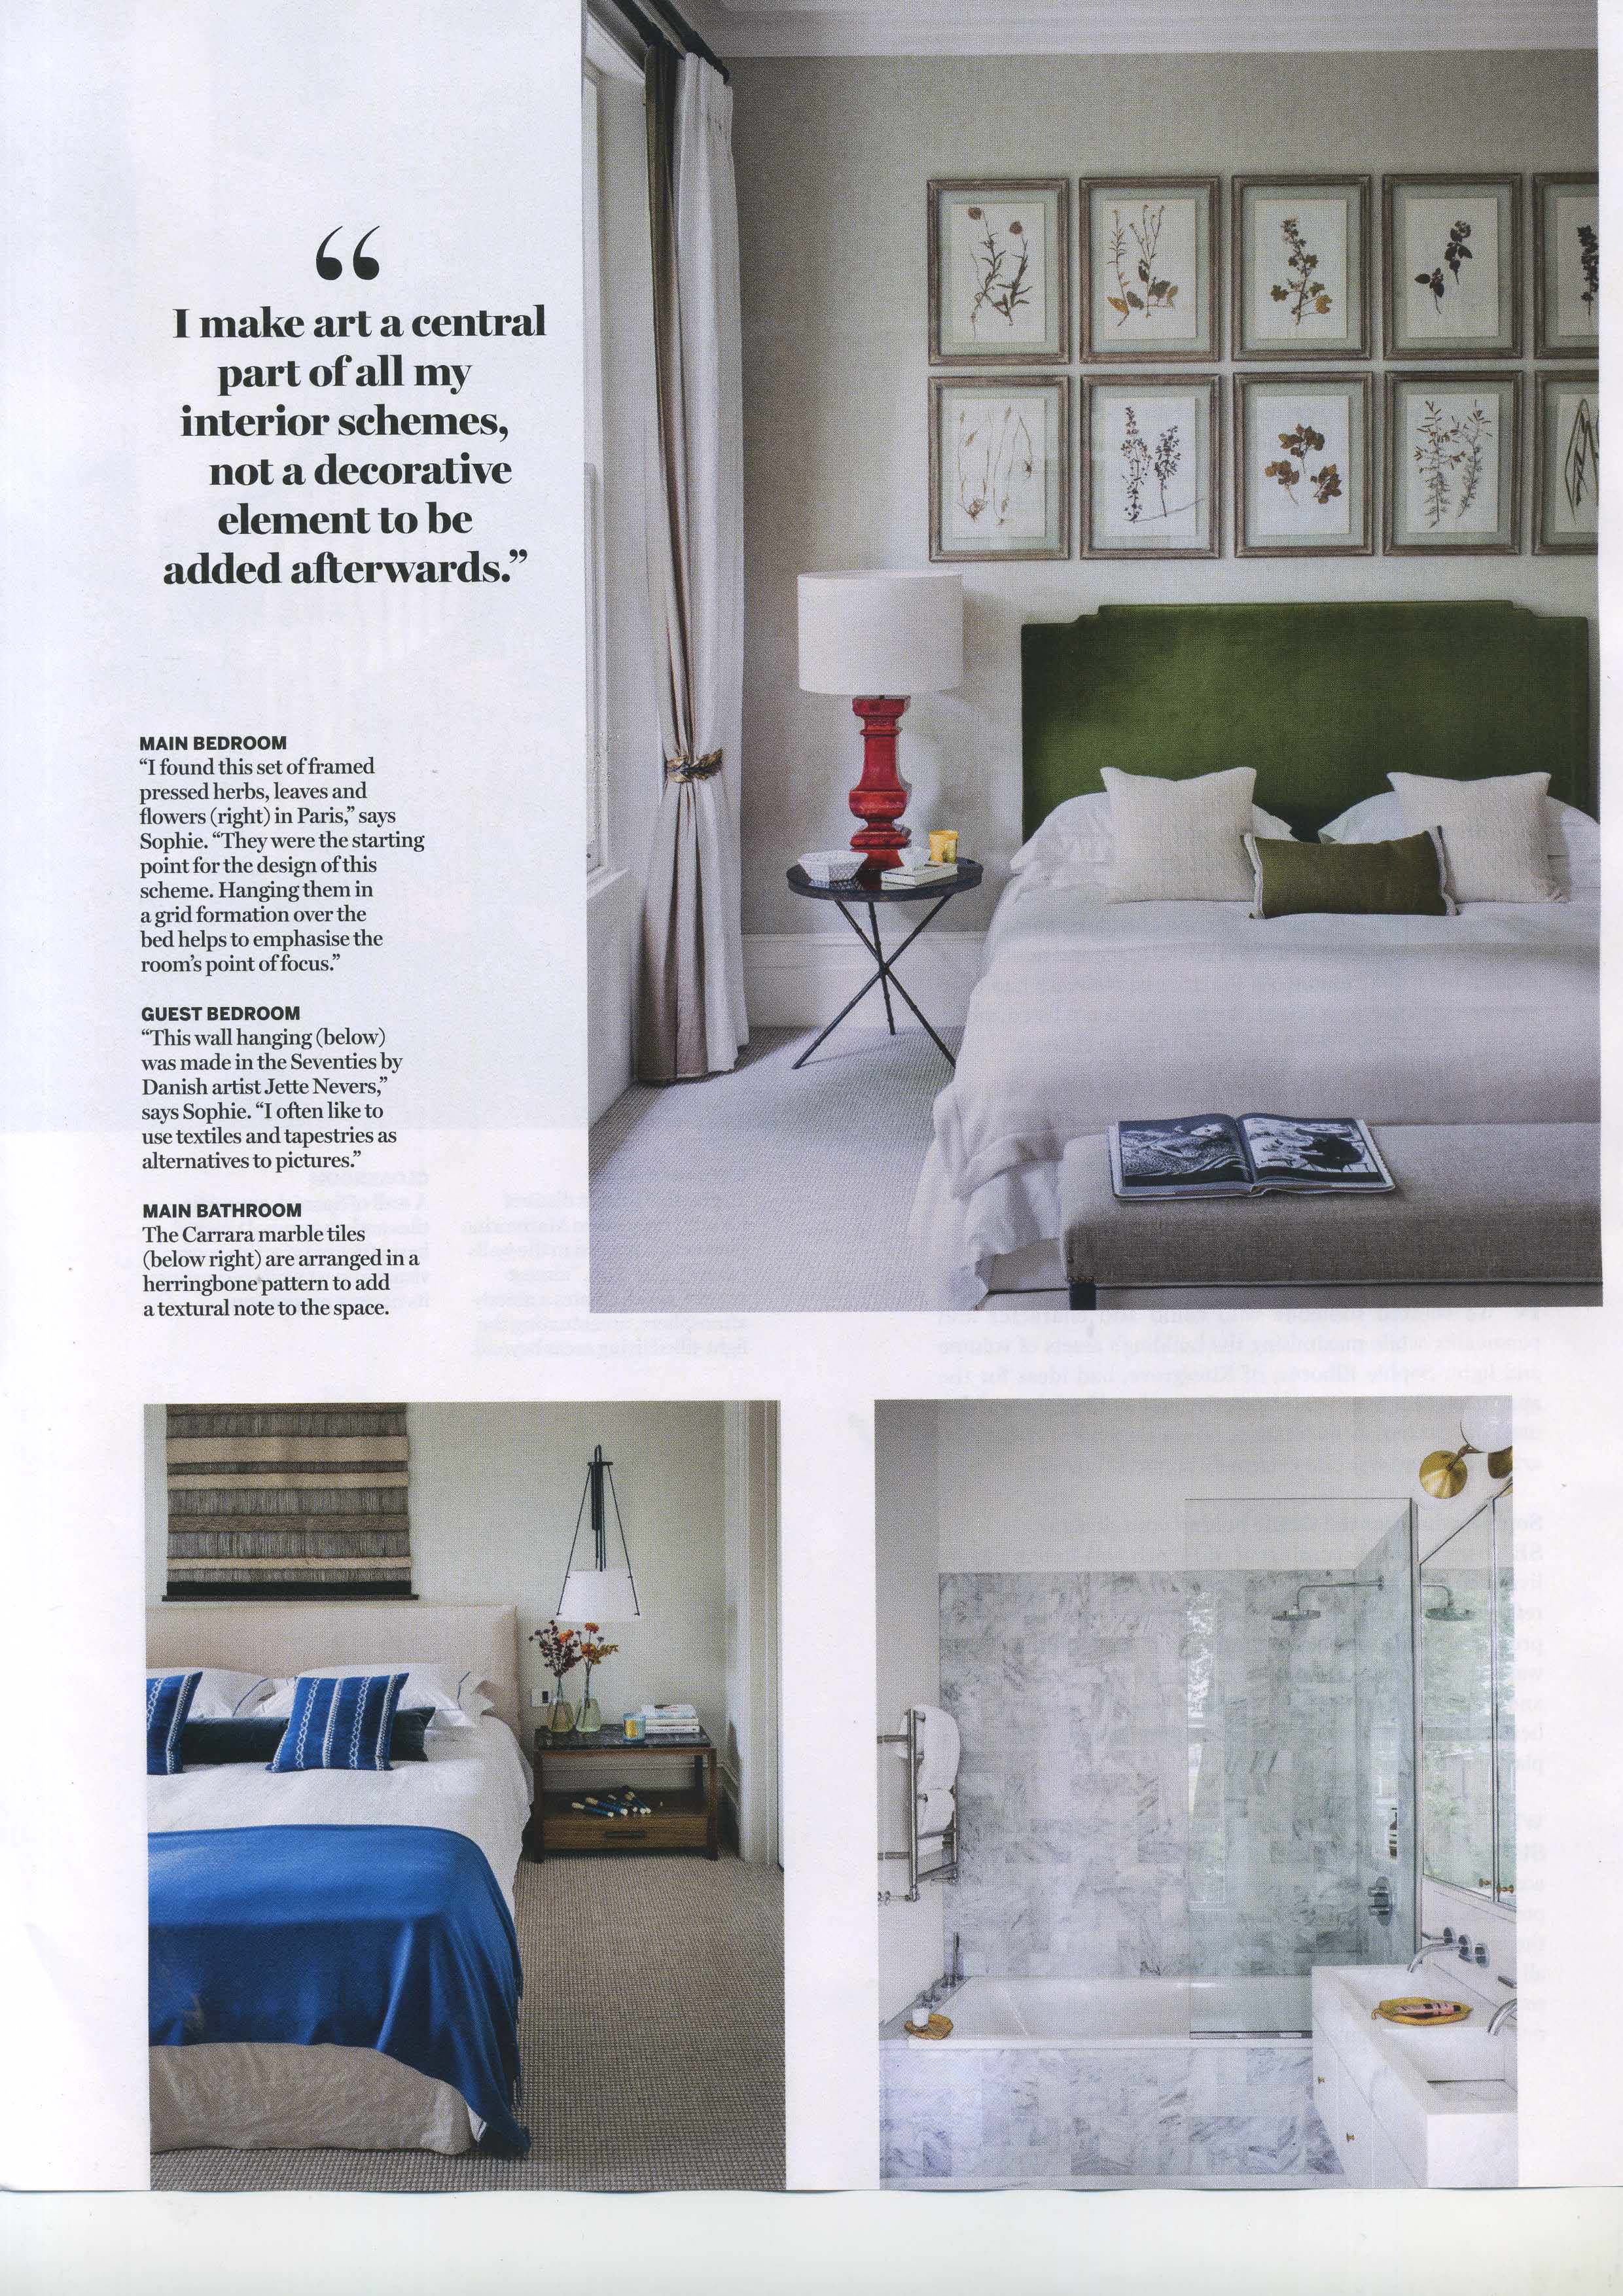 “
I make art a central
part of all my
interior schemes,
not a decorative
element to be
added afterwards.”
MAIN BEDROOM
“I found this set of framed
pressed herbs, leaves and
flowers (right) in Paris,” says
Sophie. “They were the starting
point for the design of this
scheme. Hanging them in
a grid formation over the
bed helps to emphasise the
room’s point of focus.”
GUEST BEDROOM
“This wall hanging (below)
was made in the Seventies by
Danish artist Jette Nevers,”
says Sophie. “I often like to
use textiles and tapestries as
alternatives to pictures.”
MAIN BATHROOM
The Carrara marble tiles
(below right) are arranged in a
herringbone pattern to add
a textural note to the space.